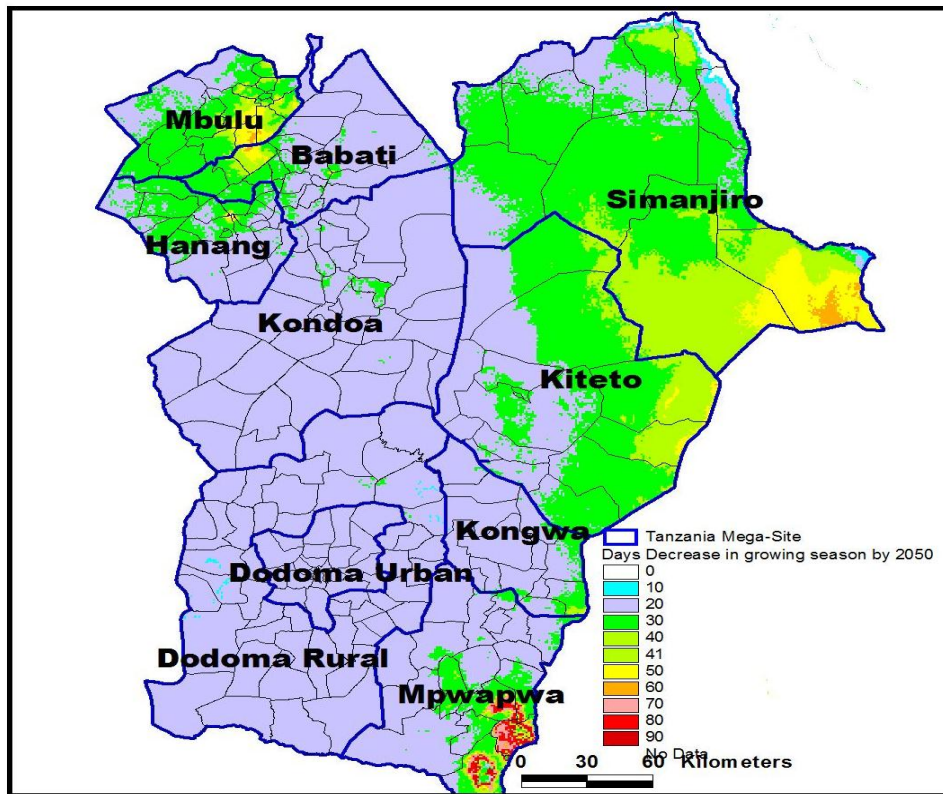 Mbulu
Babati
Simanjiro
Hanang
Kondoa
Kiteto
Kongwa
Dodoma Urban
Dodoma Rural
Mpwapwa
Tanzania Mega-Site
Days Decrease in growing season by 2050
0
10
20
30
40
41
50
60
70
80
90
No Data
0 30 60 Kilometers